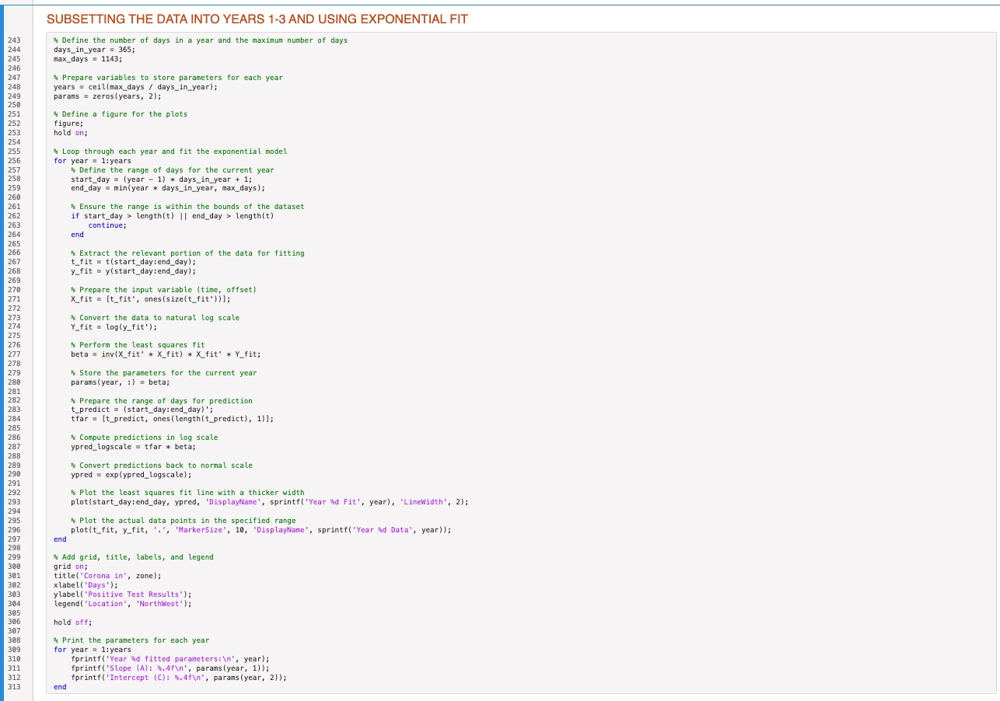 SUBSETTING THE DATA INTO YEARS 1-3 AND USING EXPONENTIAL FIT
243 % Define the number of days in a year and the maximum number of days
244 days_in_year = 365;
245 max_days = 1143;
246
247 % Prepare variables to store parameters for each year
248 years = ceil(max_days / days_in_year);
249 params = zeros(years, 2);
250
251 % Define a figure for the plots
252 figure;
253 hold on;
254
255 % Loop through each year and fit the exponential model
256 for year = 1:years
257     % Define the range of days for the current year
258     start_day = (year − 1) * days_in_year + 1;
259     end_day = min(year * days_in_year, max_days);
260
261     % Ensure the range is within the bounds of the dataset
262     if start_day > length(t) || end_day > length(t)
263         continue;
264     end
265
266     % Extract the relevant portion of the data for fitting
267     t_fit = t(start_day:end_day);
268     y_fit = y(start_day:end_day);
269
270     % Prepare the input variable (time, offset)
271     X_fit = [t_fit', ones(size(t_fit'))];
272
273     % Convert the data to natural log scale
274     Y_fit = log(y_fit');
275
276     % Perform the least squares fit
277     beta = inv(X_fit' * X_fit) * X_fit' * Y_fit;
278
279     % Store the parameters for the current year
280     params(year, :) = beta;
281
282     % Prepare the range of days for prediction
283     t_predict = (start_day:end_day)';
284     tfar = [t_predict, ones(length(t_predict), 1)];
285
286     % Compute predictions in log scale
287     ypred_logscale = tfar * beta;
288
289     % Convert predictions back to normal scale
290     ypred = exp(ypred_logscale);
291
292     % Plot the least squares fit line with a thicker width
293     plot(start_day:end_day, ypred, 'DisplayName', sprintf('Year %d Fit', year), 'LineWidth', 2);
294
295     % Plot the actual data points in the specified range
296     plot(t_fit, y_fit, '.', 'MarkerSize', 10, 'DisplayName', sprintf('Year %d Data', year));
297 end
298
299 % Add grid, title, labels, and legend
300 grid on;
301 title('Corona in', zone);
302 xlabel('Days');
303 ylabel('Positive Test Results');
304 legend('Location', 'NorthWest');
305
306 hold off;
307
308 % Print the parameters for each year
309 for year = 1:years
310     fprintf('Year %d fitted parameters:\n', year);
311     fprintf('Slope (A): %.4f\n', params(year, 1));
312     fprintf('Intercept (C): %.4f\n', params(year, 2));
313 end